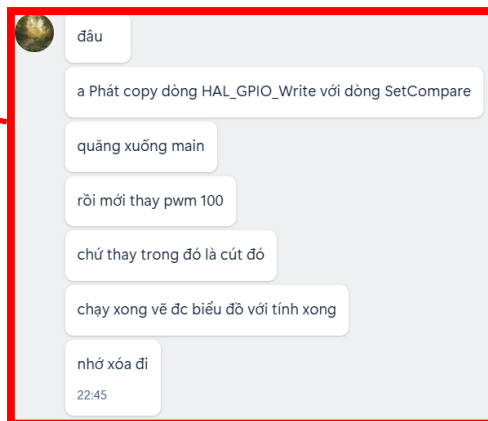 đâu
a Phát copy dòng HAL_GPIO_Write với dòng SetCompare
quăng xuống main
rồi mới thay pwm 100
chứ thay trong đó là cút đó
chạy xong vẽ đc biểu đồ với tính xong
nhớ xóa đi
22:45